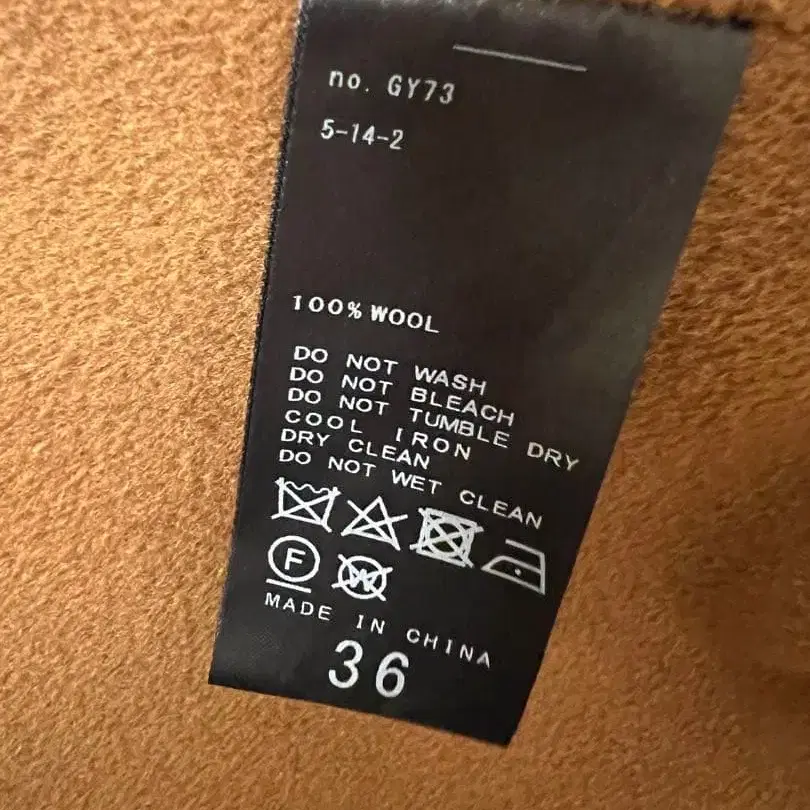 no. GY73
5-14-2
100% WOOL
DO NOT WASH
DO NOT BLEACH
DO NOT TUMBLE DRY
COOL IRON
DRY CLEAN
DO NOT WET CLEAN
F W
MADE IN CHINA
36